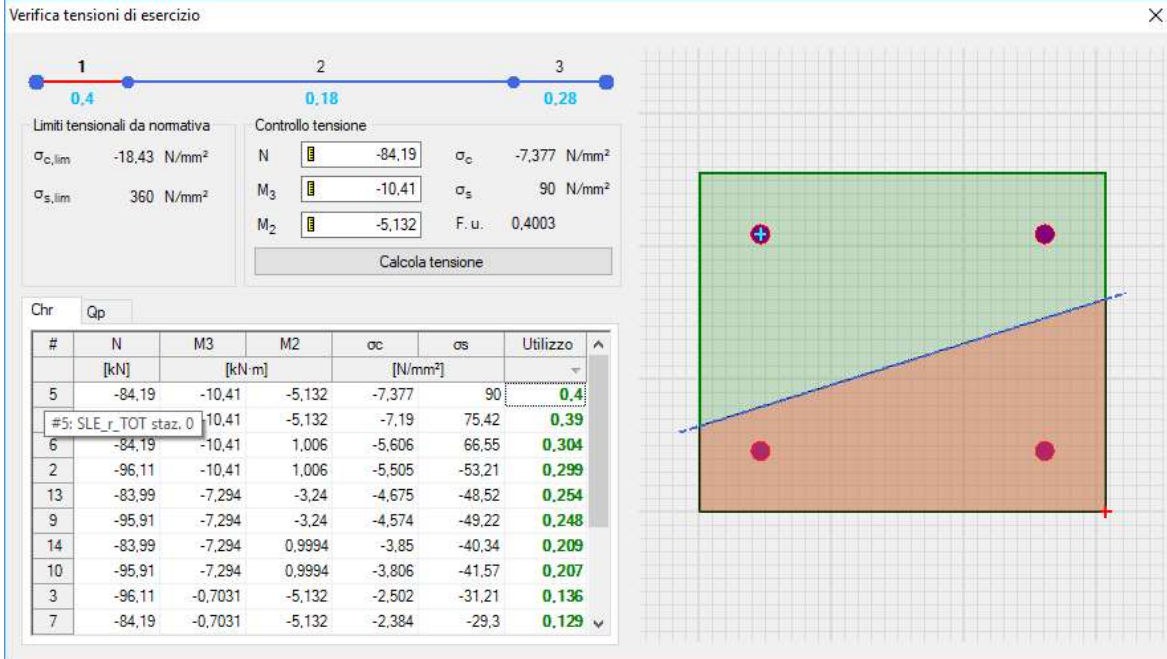 Verifica tensioni di esercizio
1 2 3
0,4 0,18 0,28
Limiti tensionali da normativa
σc,lim -18,43 N/mm²
σs,lim 360 N/mm²
Controllo tensione
N -84,19 σc -7,377 N/mm²
M3 -10,41 σs 90 N/mm²
M2 -5,132 F. u. 0,4003
Calcola tensione
Chr Qp
# N M3 M2 σc σs Utilizzo
[kN] [kN·m] [N/mm²]
5 -84,19 -10,41 -5,132 -7,377 90 0,4
#5: SLE_r_TOT staz. 0 10,41 -5,132 -7,19 75,42 0,39
6 -84,19 -10,41 1,006 -5,606 66,55 0,304
2 -96,11 -10,41 1,006 -5,505 -53,21 0,299
13 -83,99 -7,294 -3,24 -4,675 -48,52 0,254
9 -95,91 -7,294 -3,24 -4,574 -49,22 0,248
14 -83,99 -7,294 0,9994 -3,85 -40,34 0,209
10 -95,91 -7,294 0,9994 -3,806 -41,57 0,207
3 -96,11 -0,7031 -5,132 -2,502 -31,21 0,136
7 -84,19 -0,7031 -5,132 -2,384 -29,3 0,129